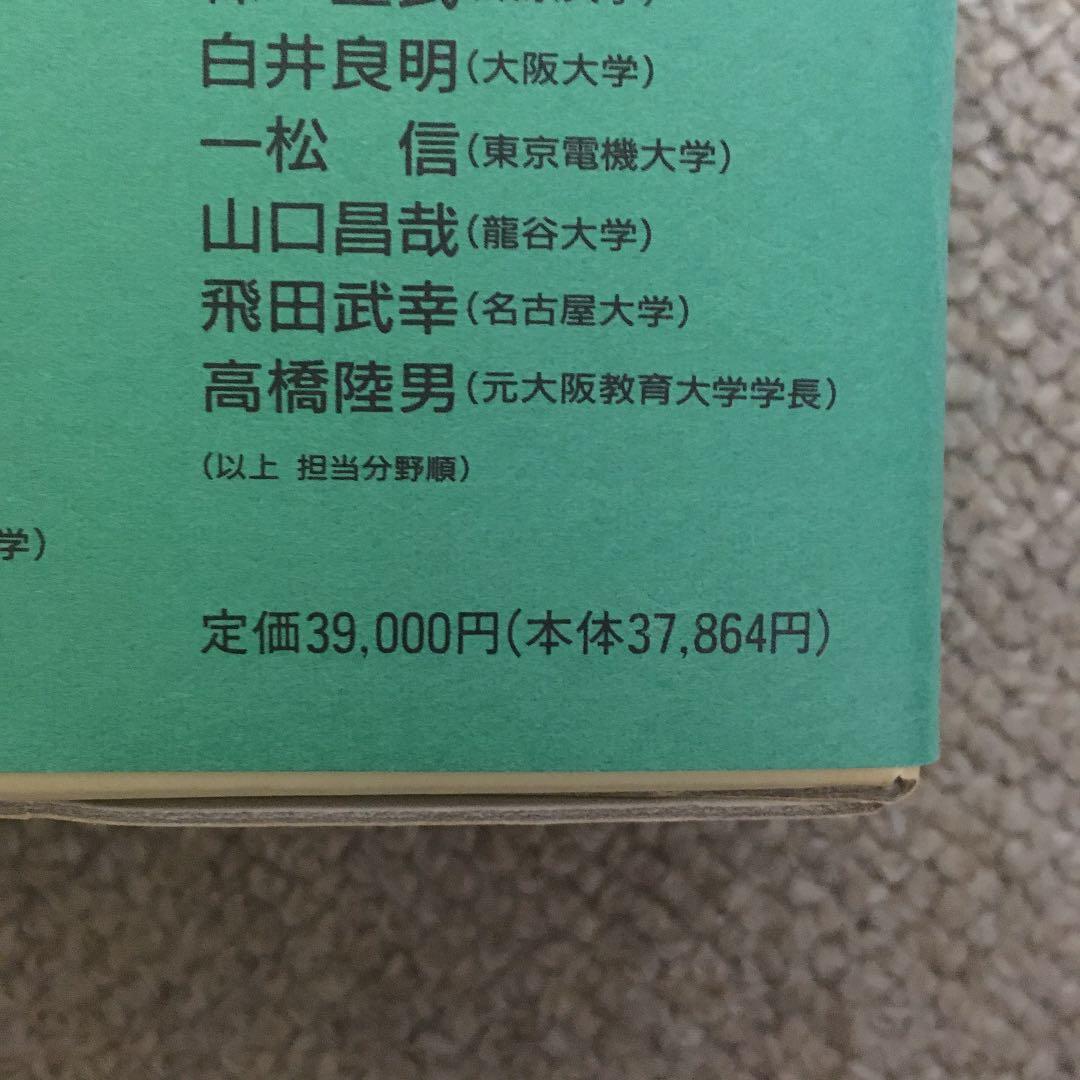 白井良明(大阪大学)
一松 信(東京電機大学)
山口昌哉(龍谷大学)
飛田武幸(名古屋大学)
高橋陸男(元大阪教育大学学長)
(以上 担当分野順)
学)
定価39,000円(本体37,864円)